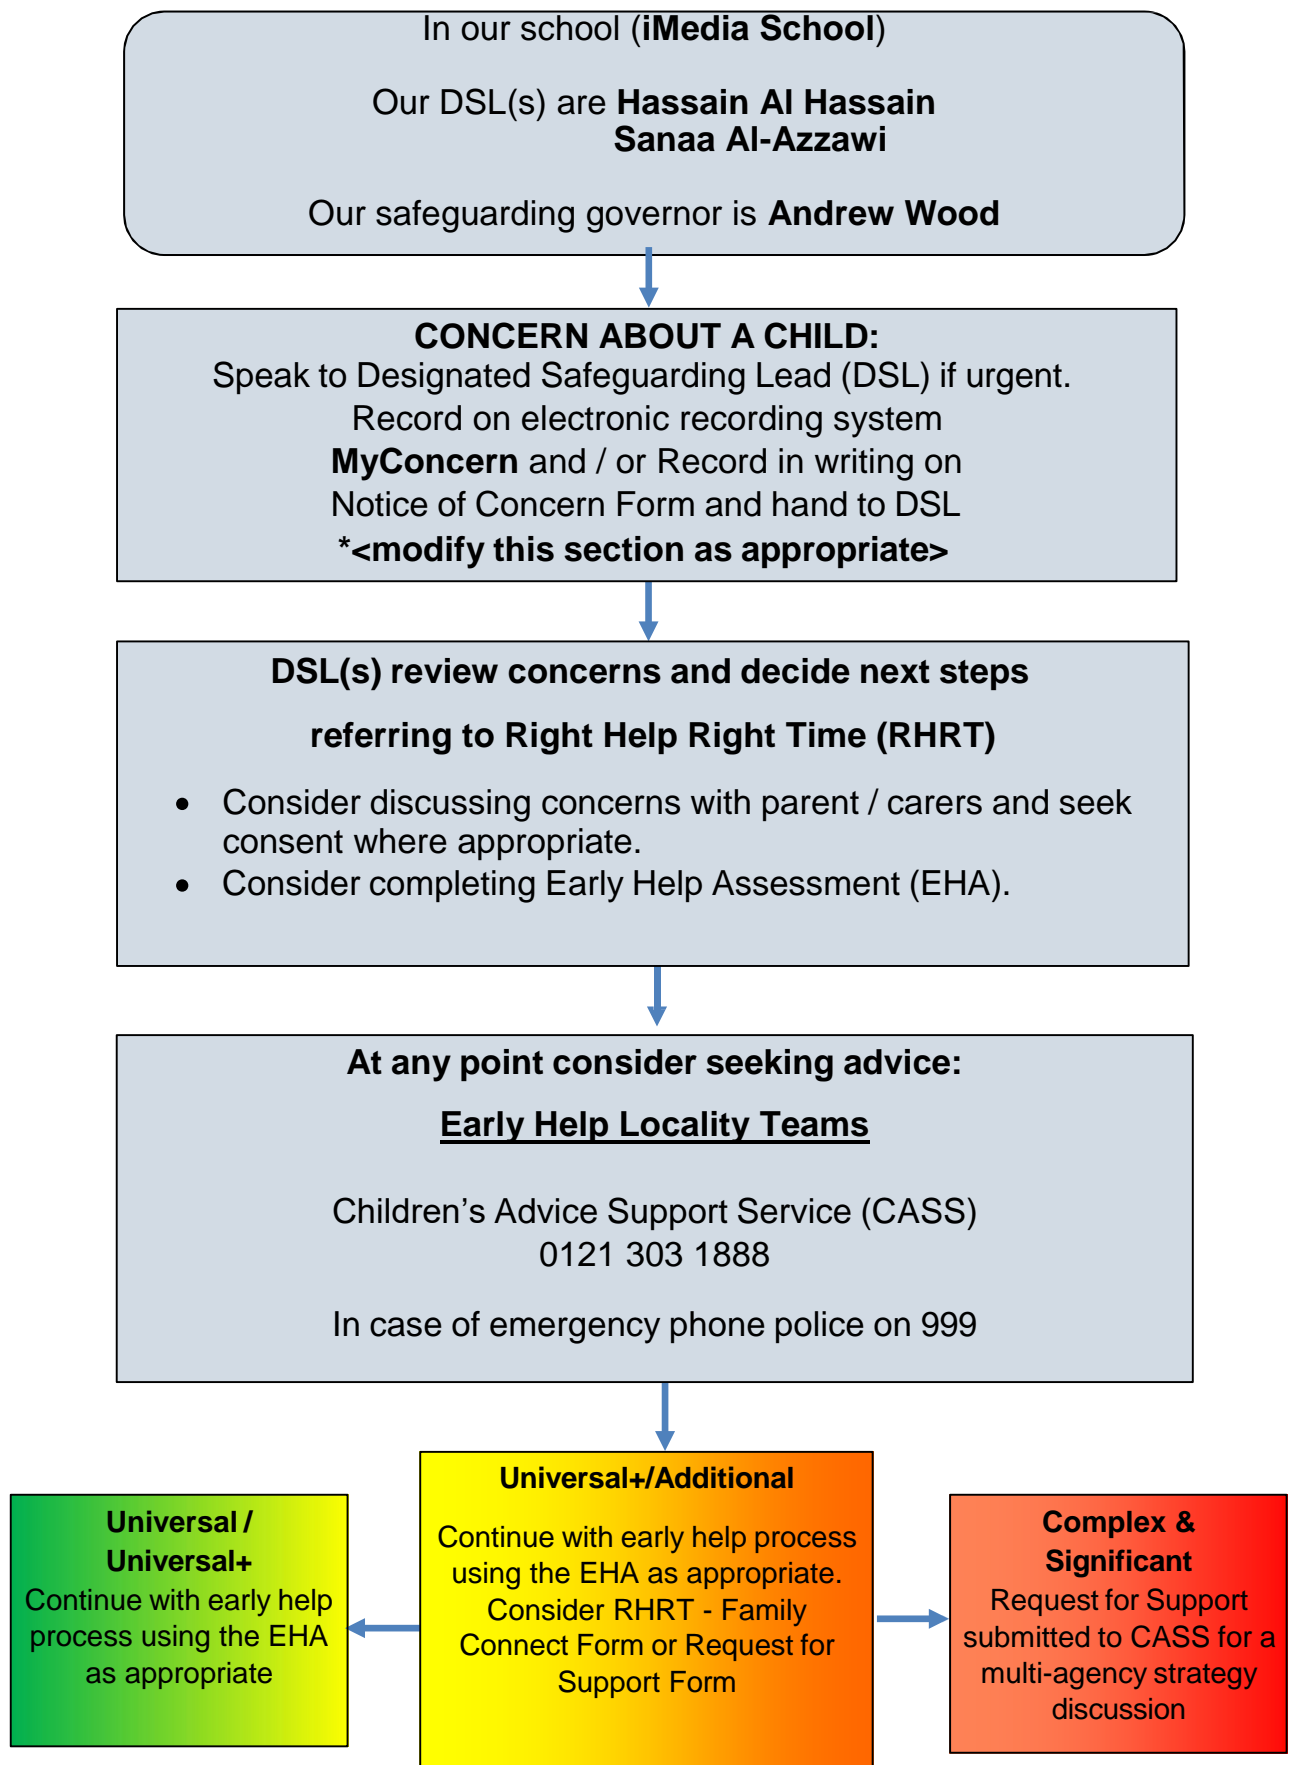 In our school (iMedia School)
Our DSL(s) are Hassain Al Hassain
Sanaa Al-Azzawi
Our safeguarding governor is Andrew Wood
CONCERN ABOUT A CHILD:
Speak to Designated Safeguarding Lead (DSL) if urgent.
Record on electronic recording system
MyConcern and / or Record in writing on
Notice of Concern Form and hand to DSL
*<modify this section as appropriate>
DSL(s) review concerns and decide next steps
referring to Right Help Right Time (RHRT)
• Consider discussing concerns with parent / carers and seek
consent where appropriate.
• Consider completing Early Help Assessment (EHA).
At any point consider seeking advice:
Early Help Locality Teams
Children’s Advice Support Service (CASS)
0121 303 1888
In case of emergency phone police on 999
Universal /
Universal+
Continue with early help
process using the EHA
as appropriate
Universal+/Additional
Continue with early help process
using the EHA as appropriate.
Consider RHRT - Family
Connect Form or Request for
Support Form
Complex &
Significant
Request for Support
submitted to CASS for a
multi-agency strategy
discussion